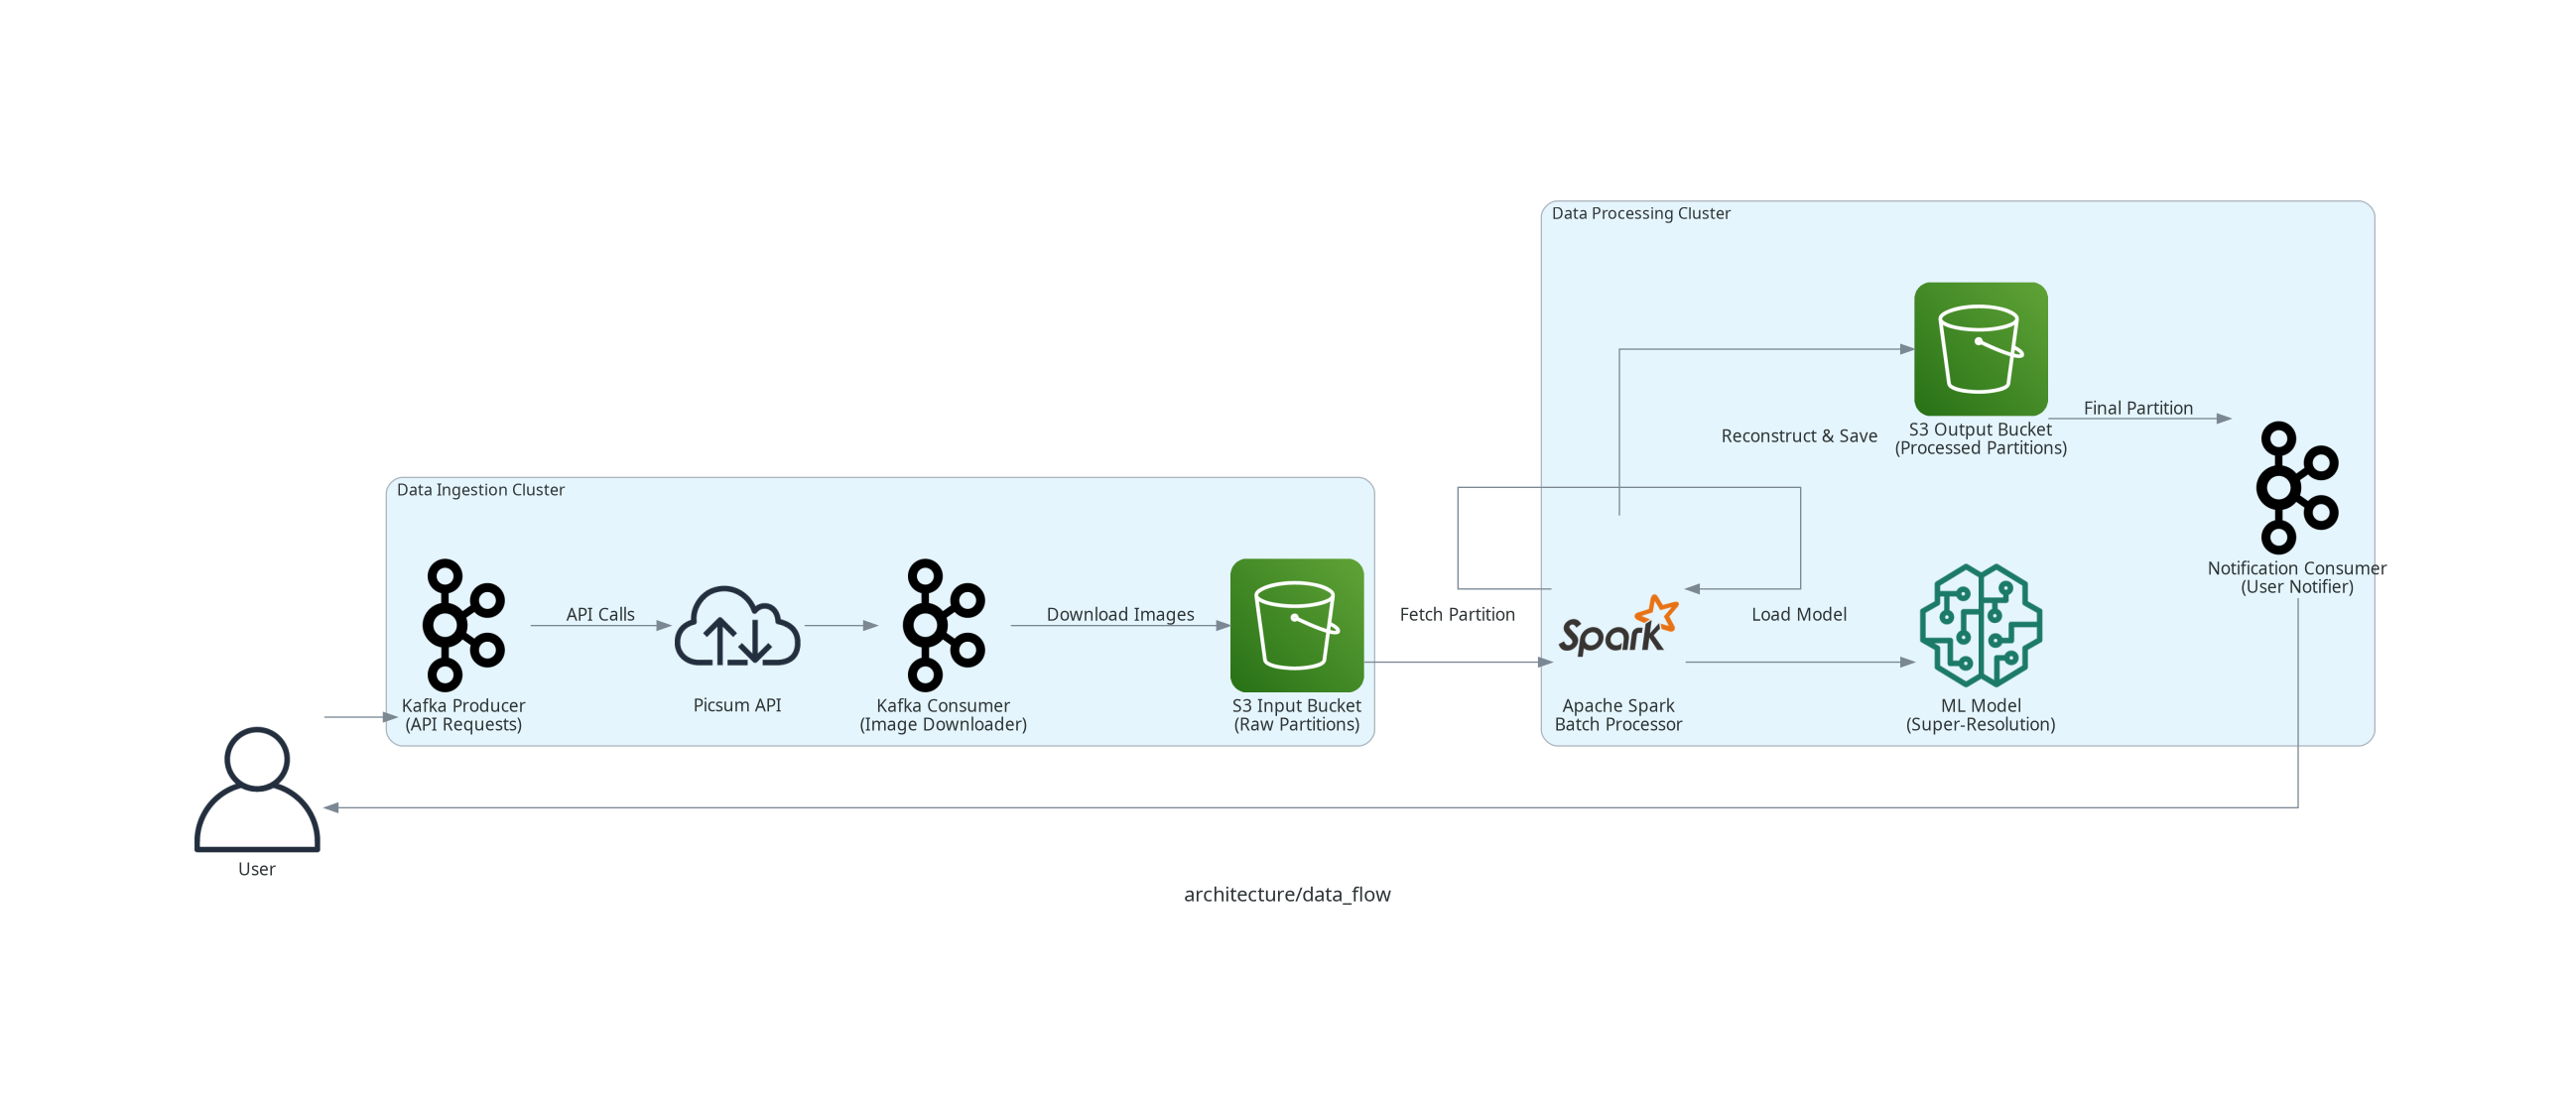 Data Processing Cluster
Final Partition
Reconstruct & Save
S3 Output Bucket
(Processed Partitions)
Data Ingestion Cluster
Notification Consumer
(User Notifier)
API Calls
Download Images
Fetch Partition
Spark
Load Model
Kafka Producer
(API Requests)
Picsum API
Kafka Consumer
(Image Downloader)
S3 Input Bucket
(Raw Partitions)
Apache Spark
Batch Processor
ML Model
(Super-Resolution)
User
architecture/data_flow